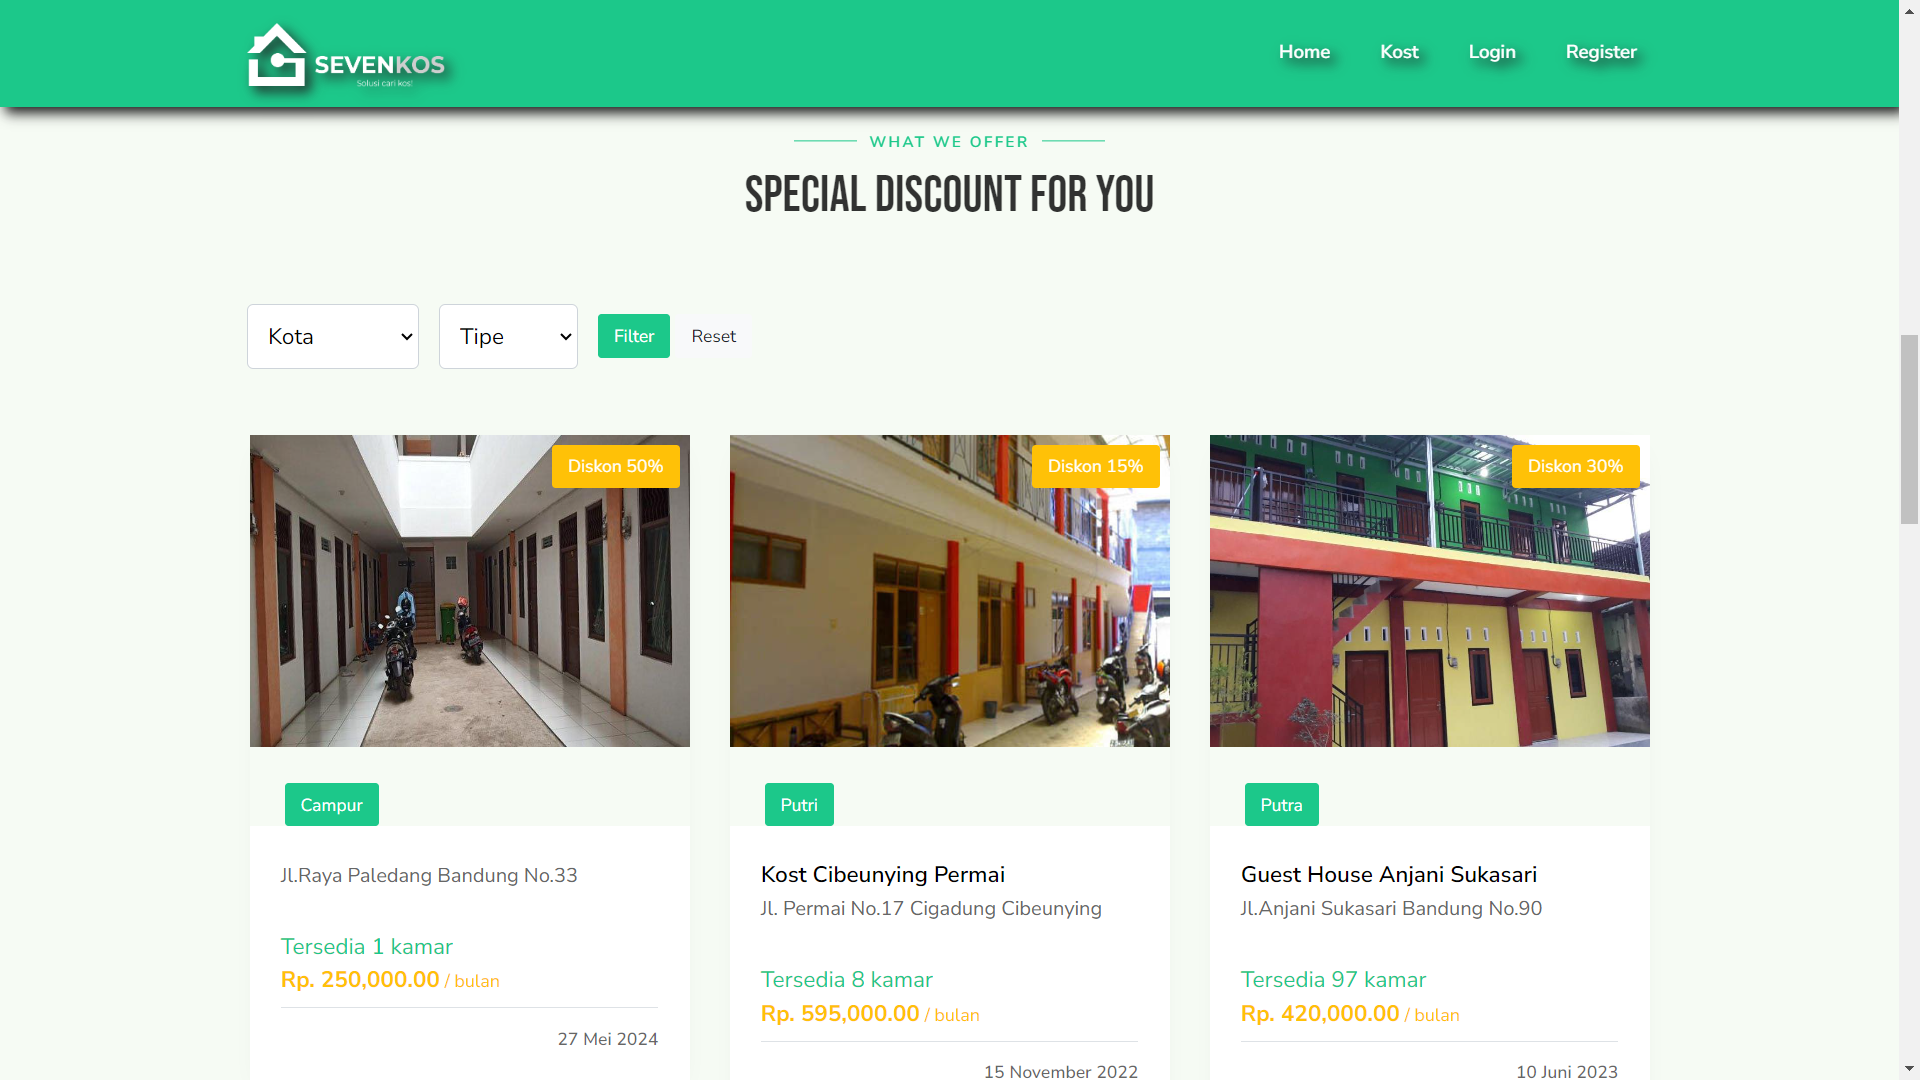 SEVENKOS
Solusi cari kos!
Home
Kost
Login
Register
WHAT WE OFFER
SPECIAL DISCOUNT FOR YOU
Kota
Tipe
Filter
Reset
Diskon 50%
Campur
Jl.Raya Paledang Bandung No.33
Tersedia 1 kamar
Rp. 250,000.00 / bulan
27 Mei 2024
Diskon 15%
Putri
Kost Cibeunying Permai
Jl. Permai No.17 Cigadung Cibeunying
Tersedia 8 kamar
Rp. 595,000.00 / bulan
15 November 2022
Diskon 30%
Putra
Guest House Anjani Sukasari
Jl.Anjani Sukasari Bandung No.90
Tersedia 97 kamar
Rp. 420,000.00 / bulan
10 Juni 2023